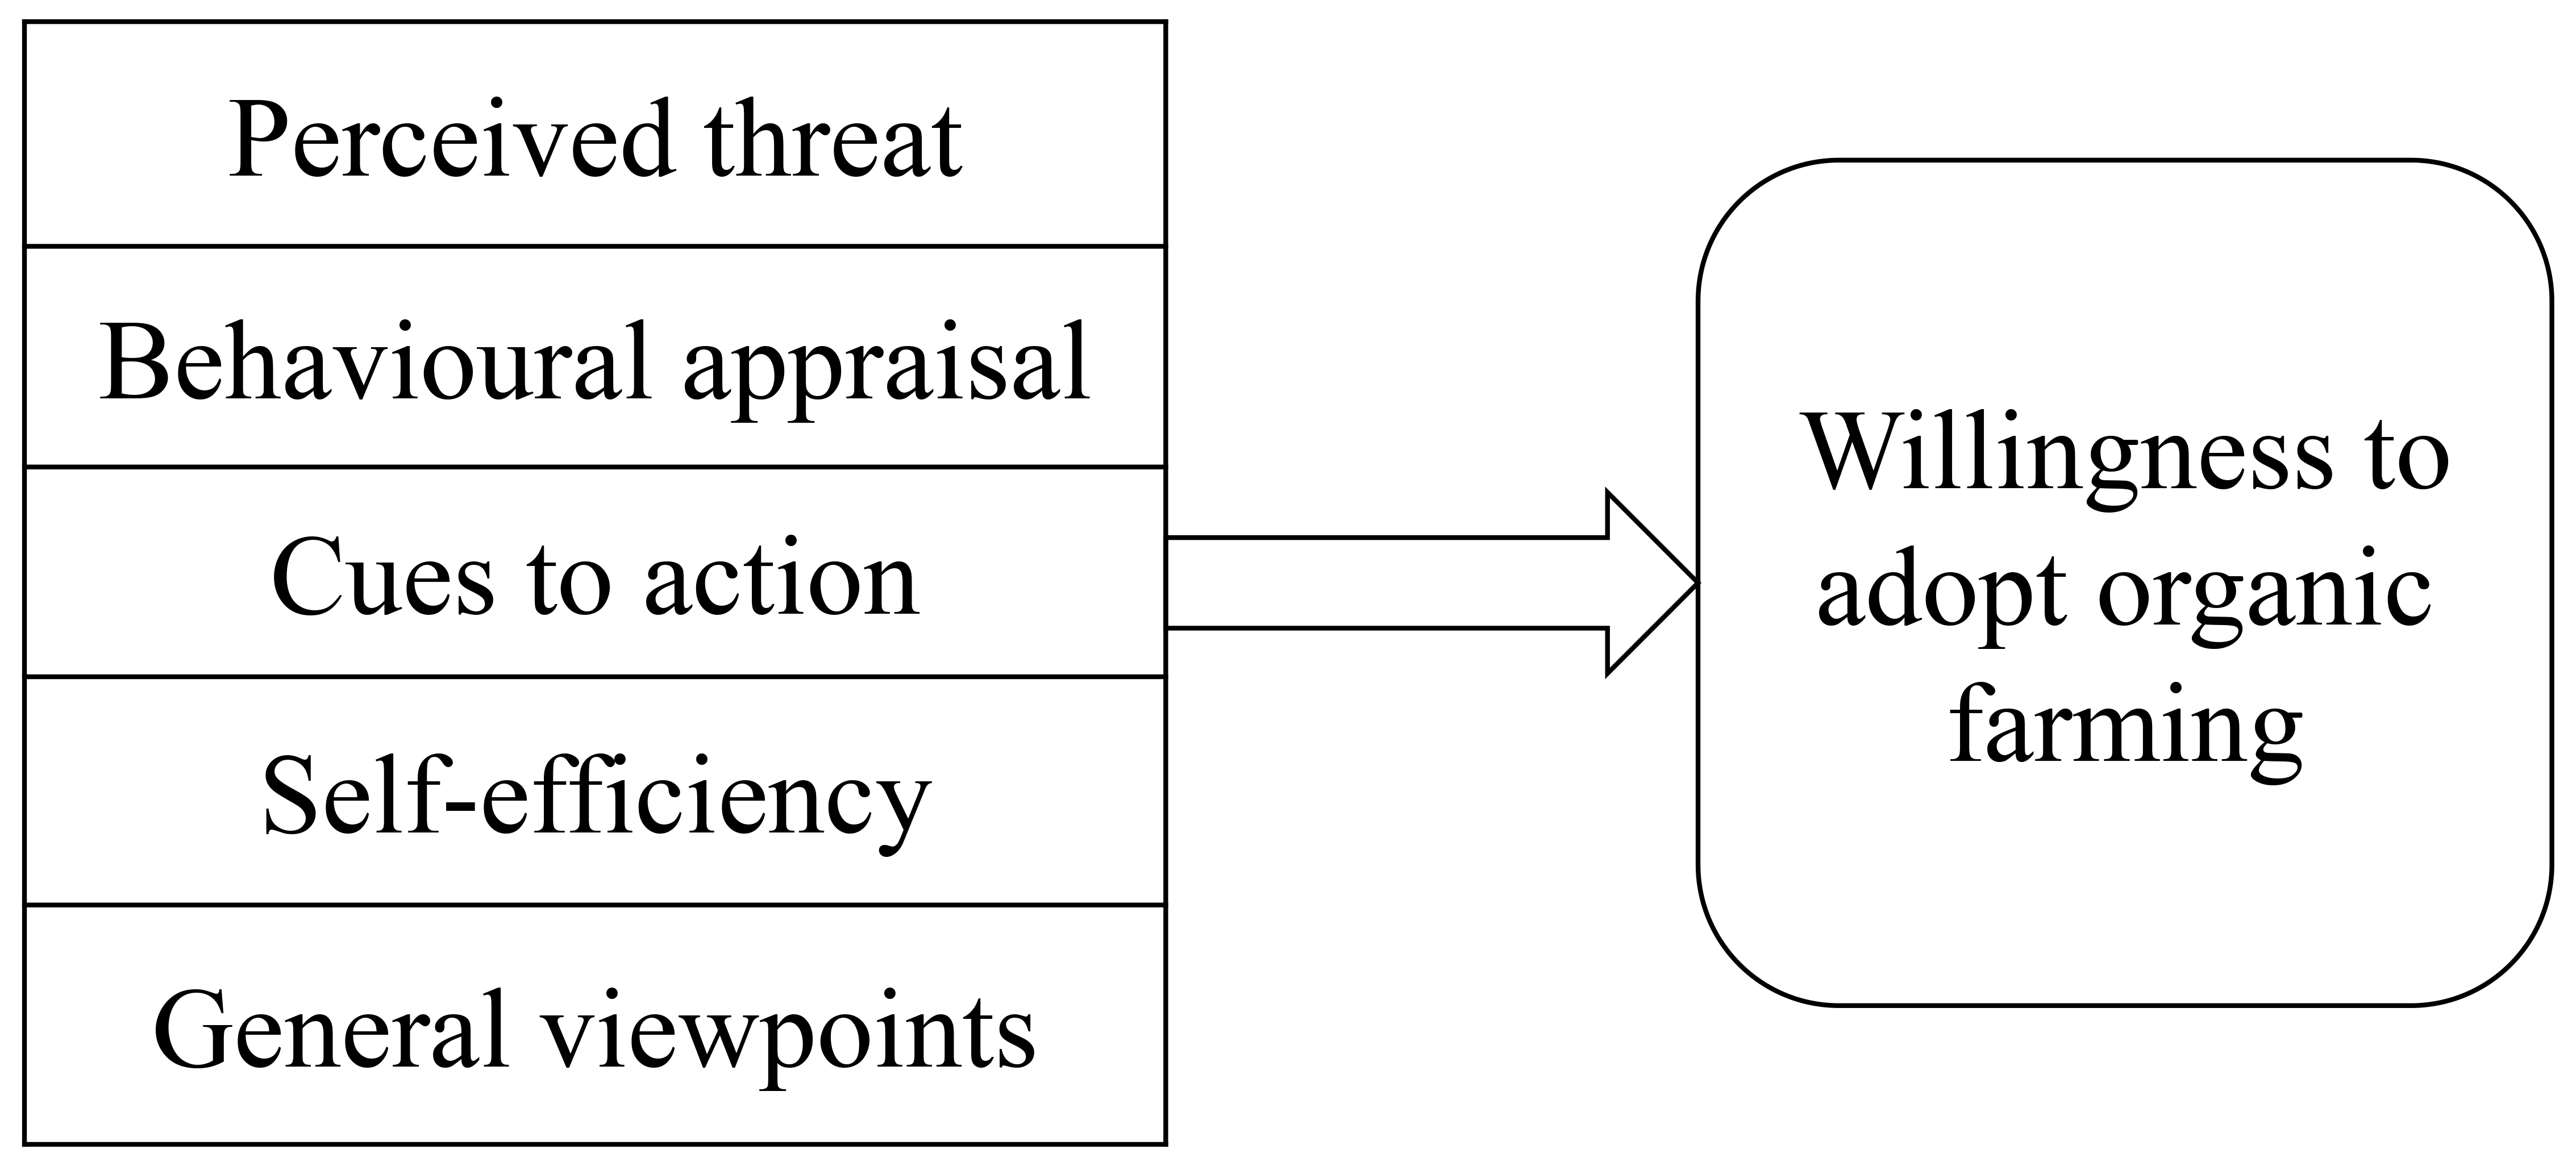 Perceived threat
Behavioural appraisal
Cues to action
Self-efficiency
General viewpoints
Willingness to
adopt organic
farming